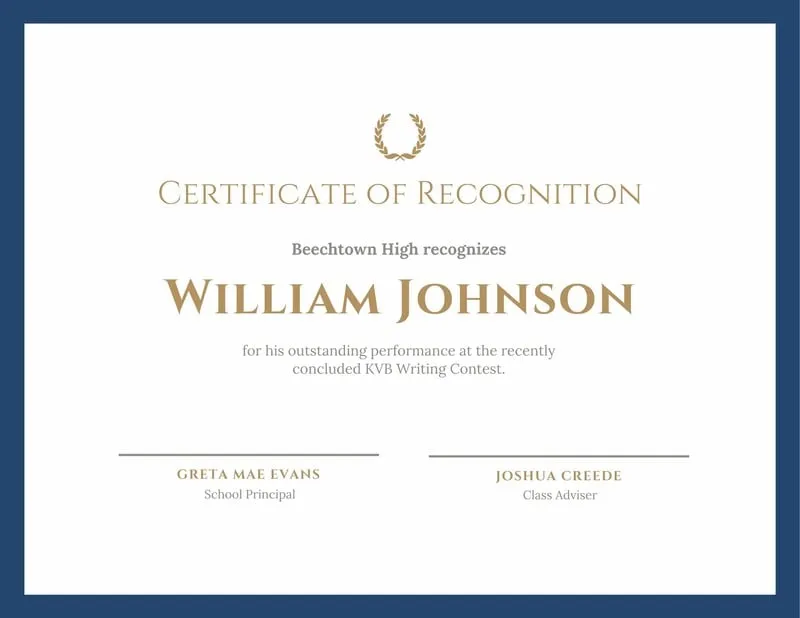 Certificate of Recognition
Beechtown High recognizes
William Johnson
for his outstanding performance at the recently
concluded KVB Writing Contest.
GRETA MAE EVANS
School Principal
JOSHUA CREEDE
Class Adviser